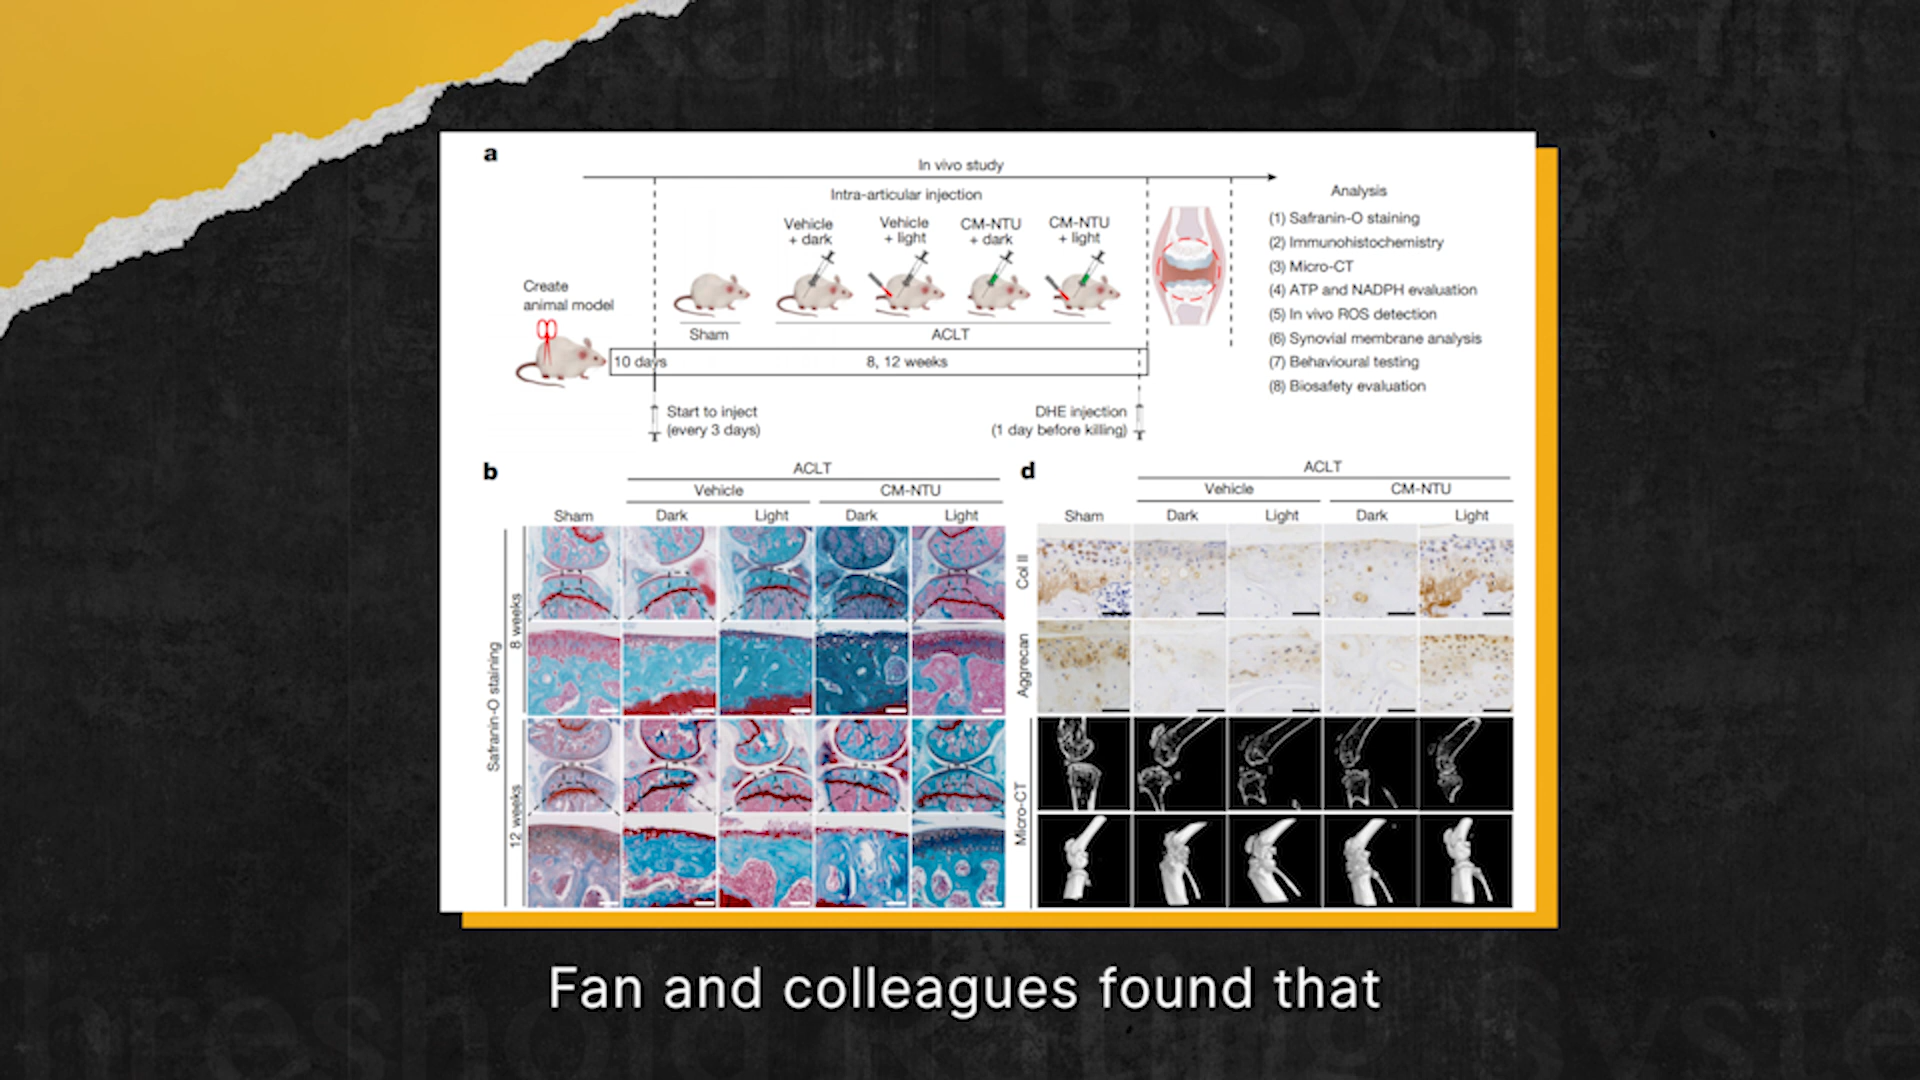 a
In vivo study
Intra-articular injection
Vehicle + dark
Vehicle + light
CM-NTU + dark
CM-NTU + light
Create animal model
Sham
ACLT
10 days
8, 12 weeks
Start to inject (every 3 days)
DHE injection (1 day before killing)
Analysis
(1) Safranin-O staining
(2) Immunohistochemistry
(3) Micro-CT
(4) ATP and NADPH evaluation
(5) In vivo ROS detection
(6) Synovial membrane analysis
(7) Behavioural testing
(8) Biosafety evaluation
b
ACLT
Vehicle
CM-NTU
Sham
Dark
Light
Dark
Light
Safranin-O staining
8 weeks
12 weeks
d
ACLT
Vehicle
CM-NTU
Sham
Dark
Light
Dark
Light
Col II
Aggrecan
Micro-CT
Fan and colleagues found that